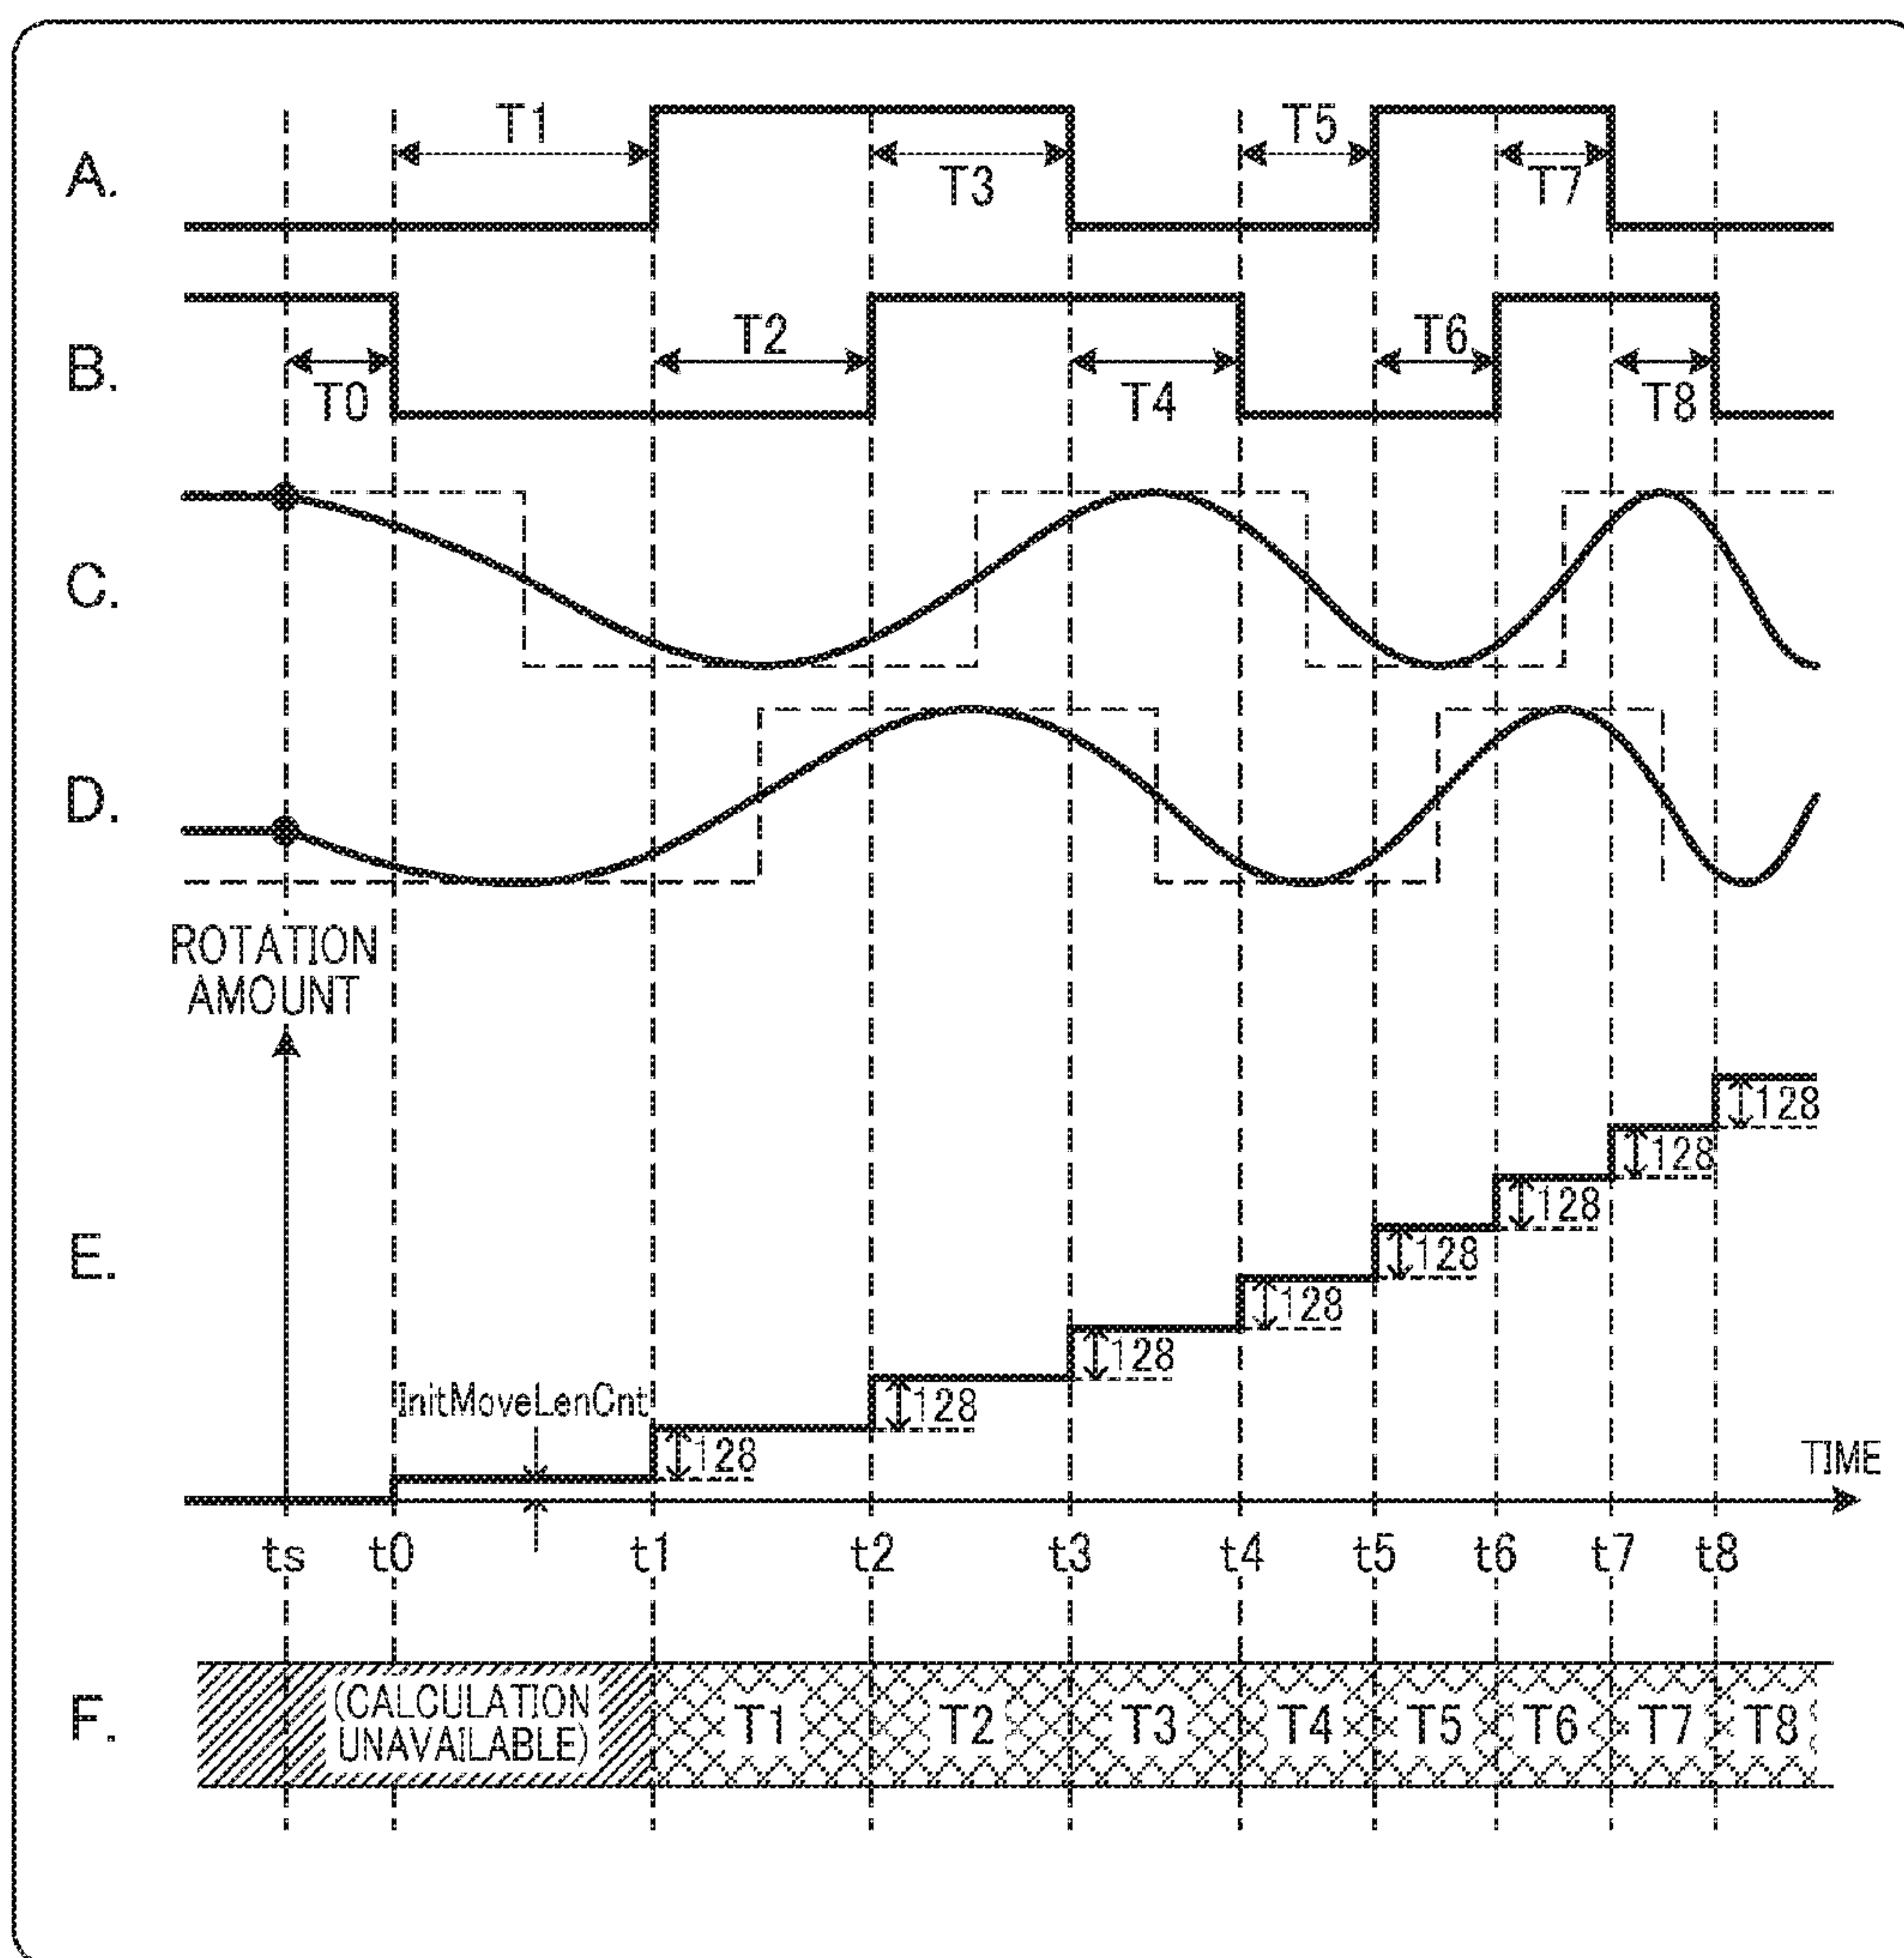 A.
T1
T3
T5
T7
B.
T0
T2
T4
T6
T8
C.
D.
ROTATION
AMOUNT
E.
InitMoveLenCnt
128
128
128
128
128
128
128
128
TIME
ts t0 t1 t2 t3 t4 t5 t6 t7 t8
F.
(CALCULATION
UNAVAILABLE)
T1 T2 T3 T4 T5 T6 T7 T8